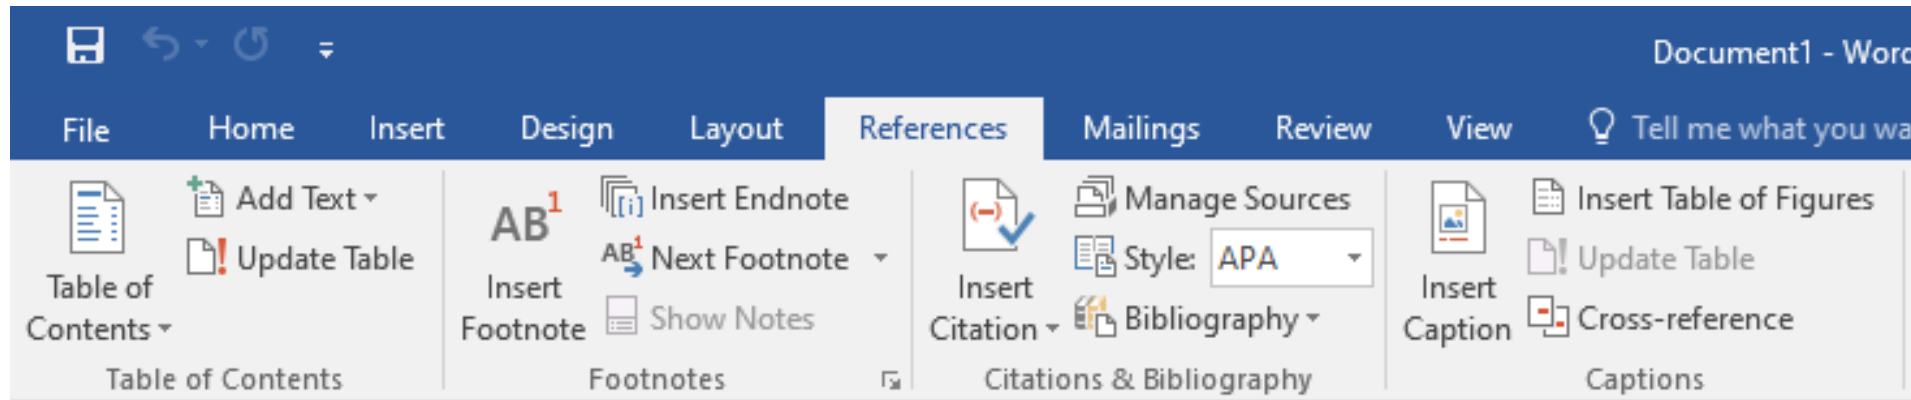 Document1 - Word
File Home Insert Design Layout References Mailings Review View Tell me what you wa
Table of
Contents
Add Text
Update Table
Table of Contents
AB1
Insert
Footnote
[i] Insert Endnote
AB1 Next Footnote
Show Notes
Footnotes
Insert
Citation
Manage Sources
Style: APA
Bibliography
Citations & Bibliography
Insert
Caption
Insert Table of Figures
Update Table
Cross-reference
Captions